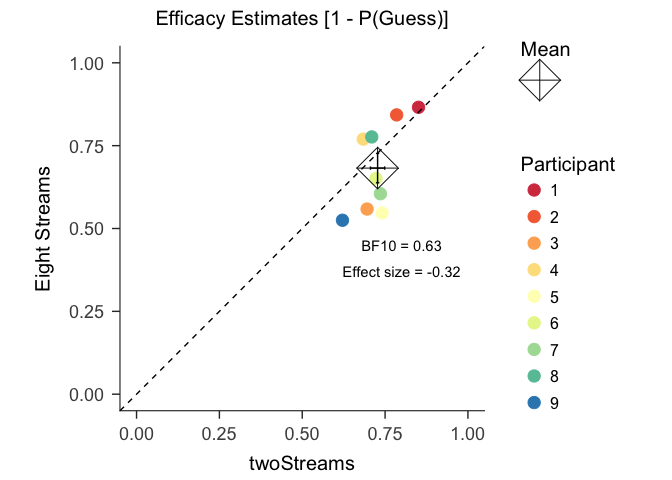 Efficacy Estimates [1 - P(Guess)]
Eight Streams
1.00
0.75
0.50
0.25
0.00
BF10 = 0.63
Effect size = -0.32
0.00 0.25 0.50 0.75 1.00
twoStreams
Mean
Participant
1
2
3
4
5
6
7
8
9